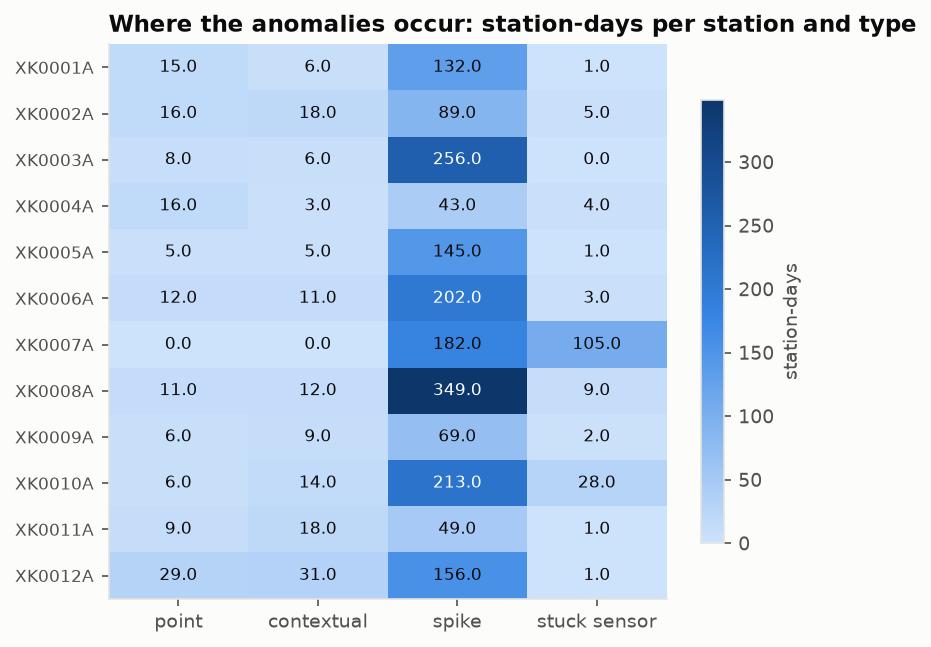 Where the anomalies occur: station-days per station and type
XK0001A 15.0 6.0 132.0 1.0
XK0002A 16.0 18.0 89.0 5.0
XK0003A 8.0 6.0 256.0 0.0
XK0004A 16.0 3.0 43.0 4.0
XK0005A 5.0 5.0 145.0 1.0
XK0006A 12.0 11.0 202.0 3.0
XK0007A 0.0 0.0 182.0 105.0
XK0008A 11.0 12.0 349.0 9.0
XK0009A 6.0 9.0 69.0 2.0
XK0010A 6.0 14.0 213.0 28.0
XK0011A 9.0 18.0 49.0 1.0
XK0012A 29.0 31.0 156.0 1.0
point contextual spike stuck sensor
300
250
200
150
100
50
0
station-days